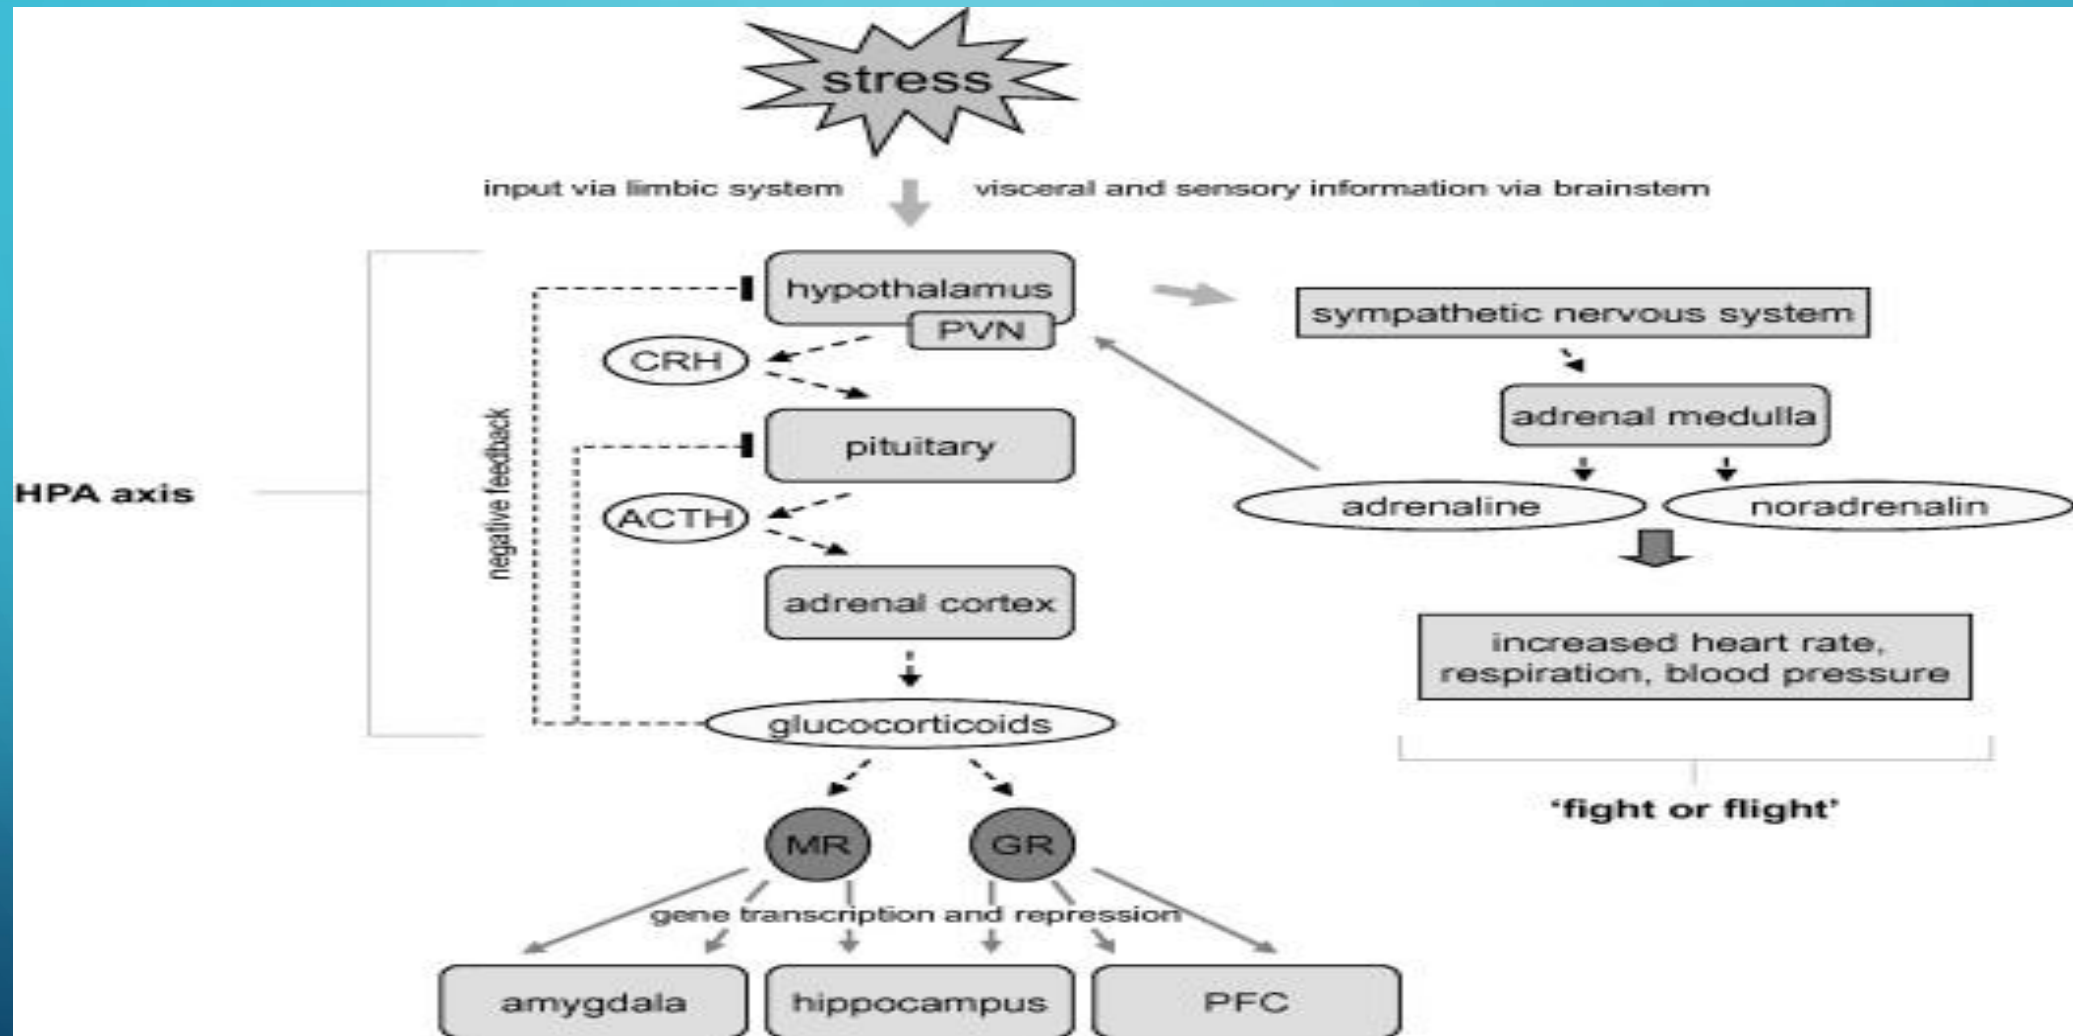 stress
input via limbic system
visceral and sensory information via brainstem
hypothalamus
PVN
sympathetic nervous system
CRH
adrenal medulla
negative feedback
pituitary
HPA axis
adrenaline
noradrenalin
ACTH
adrenal cortex
increased heart rate,
respiration, blood pressure
glucocorticoids
'fight or flight'
MR
GR
gene transcription and repression
amygdala
hippocampus
PFC